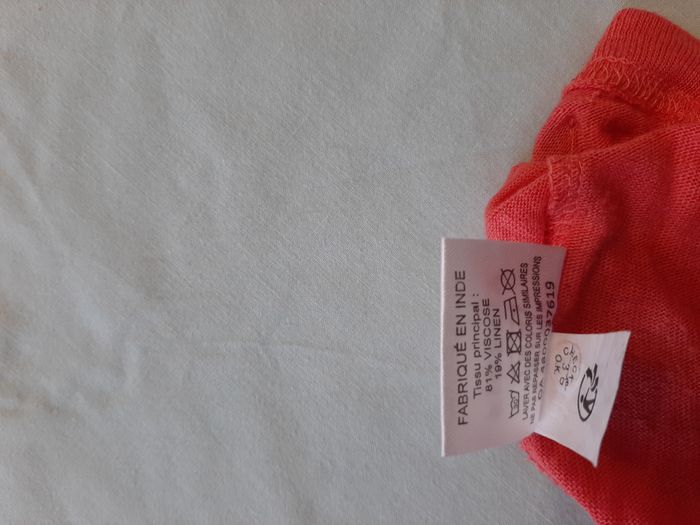 FABRIQUÉ EN INDE
Tissu principal :
81% VISCOSE
19% LINEN
LAVER AVEC DES COLORIS SIMILAIRES
NE PAS REPASSER SUR LES IMPRESSIONS
OK